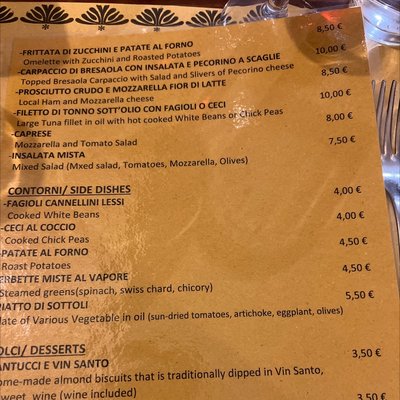 -FRITTATA DI ZUCCHINI E PATATE AL FORNO 8,50 €
Omelette with Zucchini and Roasted Potatoes
-CARPACCIO DI BRESAOLA CON INSALATA E PECORINO A SCAGLIE 10,00 €
Topped Bresaola Carpaccio with Salad and Slivers of Pecorino cheese
-PROSCIUTTO CRUDO E MOZZARELLA FIOR DI LATTE 8,50 €
Local Ham and Mozzarella cheese
-FILETTO DI TONNO SOTT'OLIO CON FAGIOLI O CECI 10,00 €
Large Tuna fillet in oil with hot cooked White Beans or Chick Peas
-CAPRESE 8,00 €
Mozzarella and Tomato Salad
-INSALATA MISTA 7,50 €
Mixed Salad (Mxed salad, Tomatoes, Mozzarella, Olives)
CONTORNI/ SIDE DISHES
-FAGIOLI CANNELLINI LESSI 4,00 €
Cooked White Beans
-CECI AL COCCIO 4,00 €
Cooked Chick Peas
-PATATE AL FORNO 4,50 €
Roast Potatoes
ERBETTE MISTE AL VAPORE 4,50 €
Steamed greens(spinach, swiss chard, chicory)
PIATTO DI SOTTOLI 5,50 €
late of Various Vegetable in oil (sun-dried tomatoes, artichoke, eggplant, olives)
OLCI/ DESSERTS
ANTUCCI E VIN SANTO 3,50 €
ome-made almond biscuits that is traditionally dipped in Vin Santo,
weet wine (wine included) 3,50 €